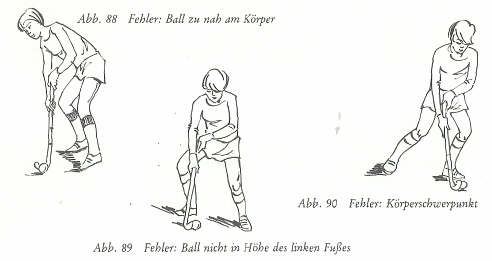 Abb. 88 Fehler: Ball zu nah am Körper
Abb. 90 Fehler: Körperschwerpunkt
Abb. 89 Fehler: Ball nicht in Höhe des linken Fußes